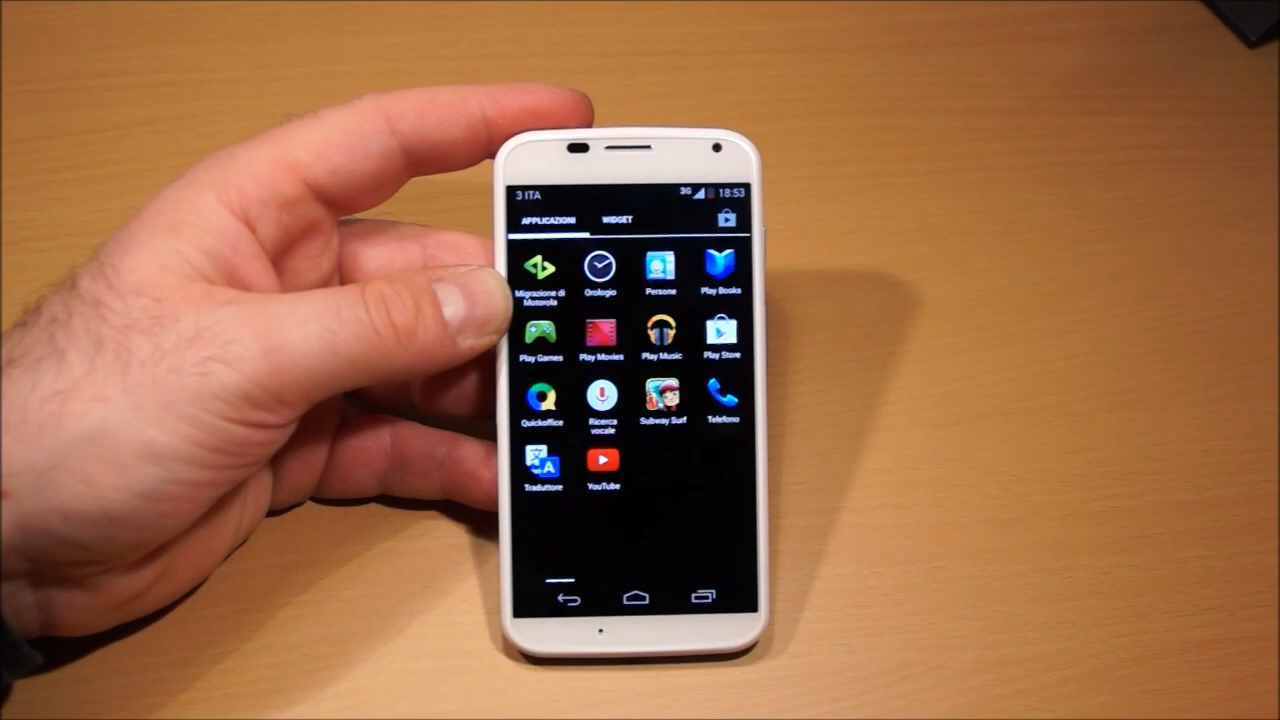 3 ITA 3G 18:53
APPLICAZIONI WIDGET
Migrazione di Motorola Orologio Persone Play Books
Play Games Play Movies Play Music Play Store
Quickoffice Ricerca vocale Subway Surf Telefono
Traduttore YouTube